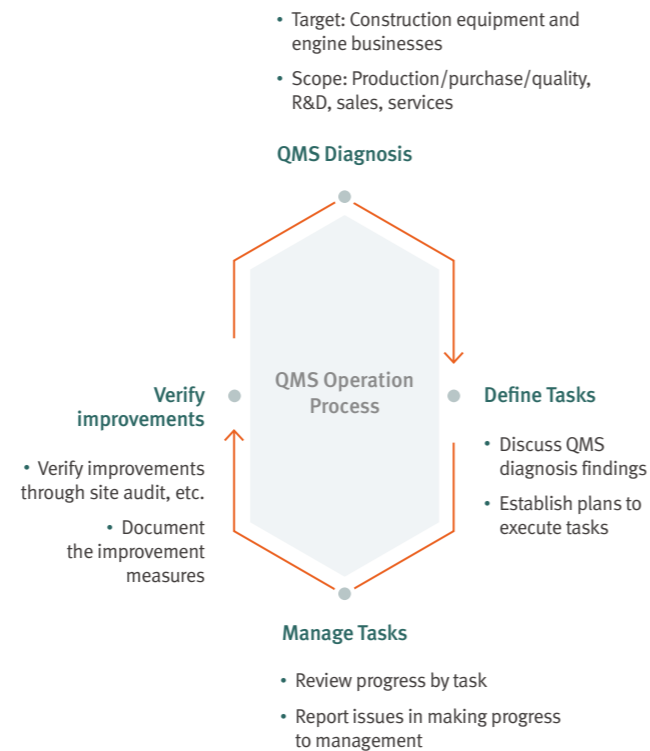 • Target: Construction equipment and
engine businesses
• Scope: Production/purchase/quality,
R&D, sales, services
QMS Diagnosis
QMS Operation
Process
Define Tasks
• Discuss QMS
diagnosis findings
• Establish plans to
execute tasks
Manage Tasks
• Review progress by task
• Report issues in making progress
to management
Verify
improvements
• Verify improvements
through site audit, etc.
• Document
the improvement
measures